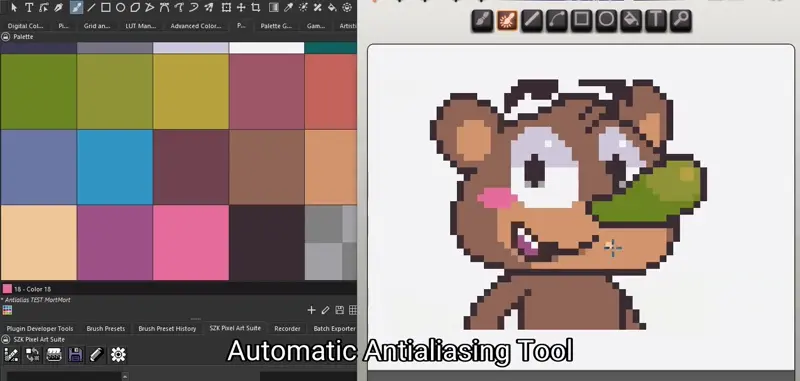 Digital Col...
Pi...
Grid an...
LUT Man...
Advanced Color...
P...
Palette G...
Gam...
Artisti
Palette
16 - Color 15
* Antialias TEST MortMort
Plugin Developer Tools
Brush Presets
Brush Preset History
SZK Pixel Art Suite
Recorder
Batch Exporter
SZK Pixel Art Suite
Automatic Antialiasing Tool